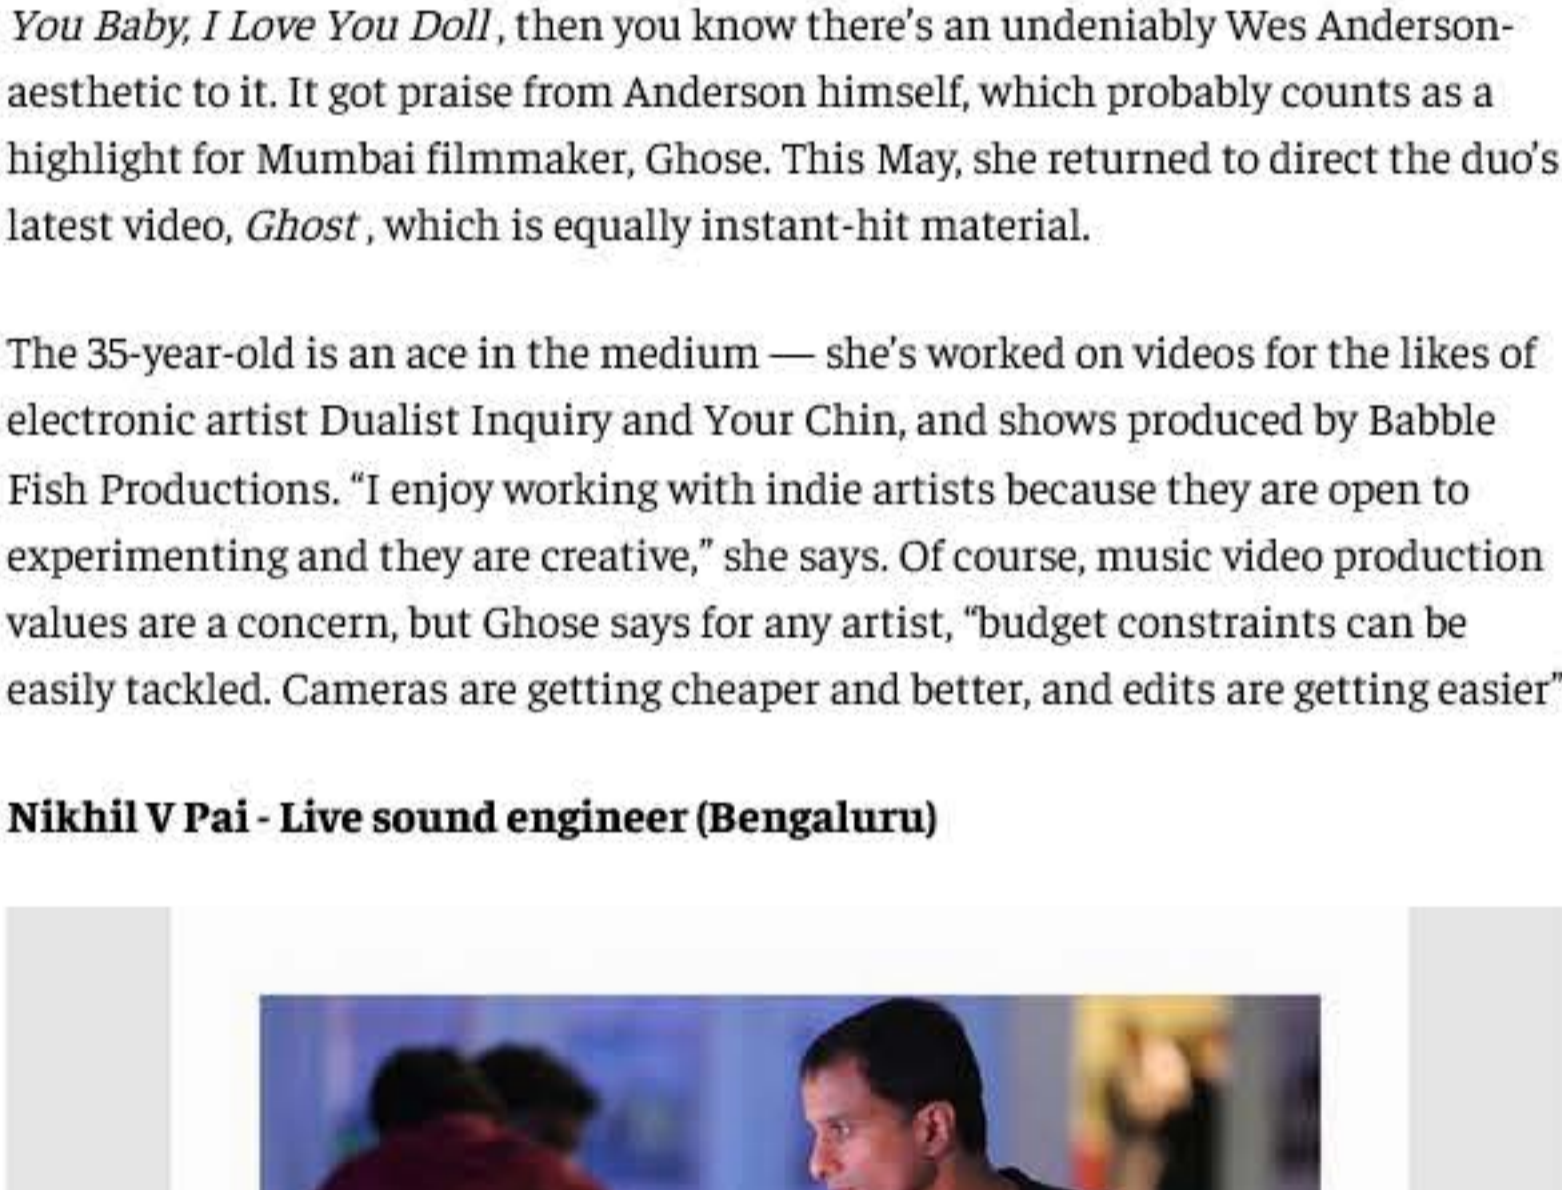 You Baby, I Love You Doll, then you know there’s an undeniably Wes Anderson-
aesthetic to it. It got praise from Anderson himself, which probably counts as a
highlight for Mumbai filmmaker, Ghose. This May, she returned to direct the duo’s
latest video, Ghost, which is equally instant-hit material.
The 35-year-old is an ace in the medium — she’s worked on videos for the likes of
electronic artist Dualist Inquiry and Your Chin, and shows produced by Babble
Fish Productions. “I enjoy working with indie artists because they are open to
experimenting and they are creative,” she says. Of course, music video production
values are a concern, but Ghose says for any artist, “budget constraints can be
easily tackled. Cameras are getting cheaper and better, and edits are getting easier”
Nikhil V Pai - Live sound engineer (Bengaluru)